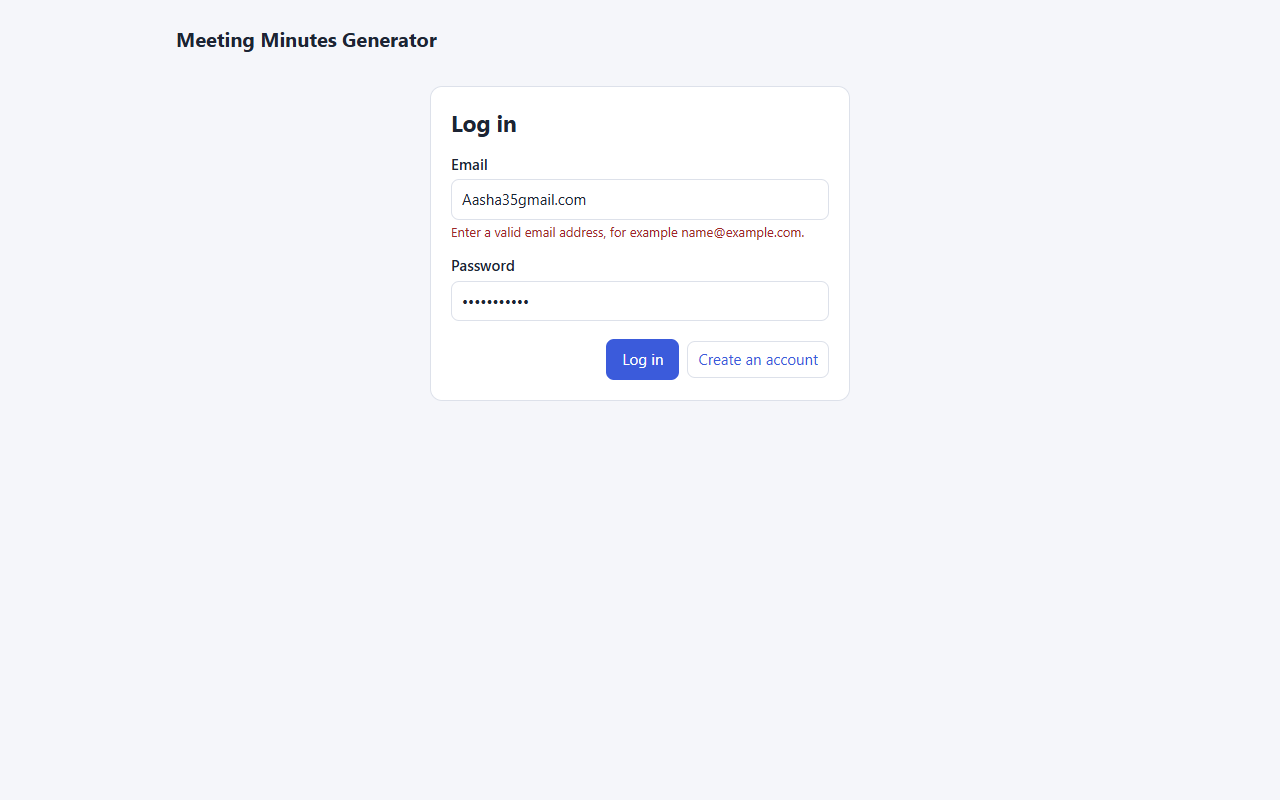 Meeting Minutes Generator
Log in
Email
Aasha35gmail.com
Enter a valid email address, for example name@example.com.
Password
•••••••••••
Log in
Create an account